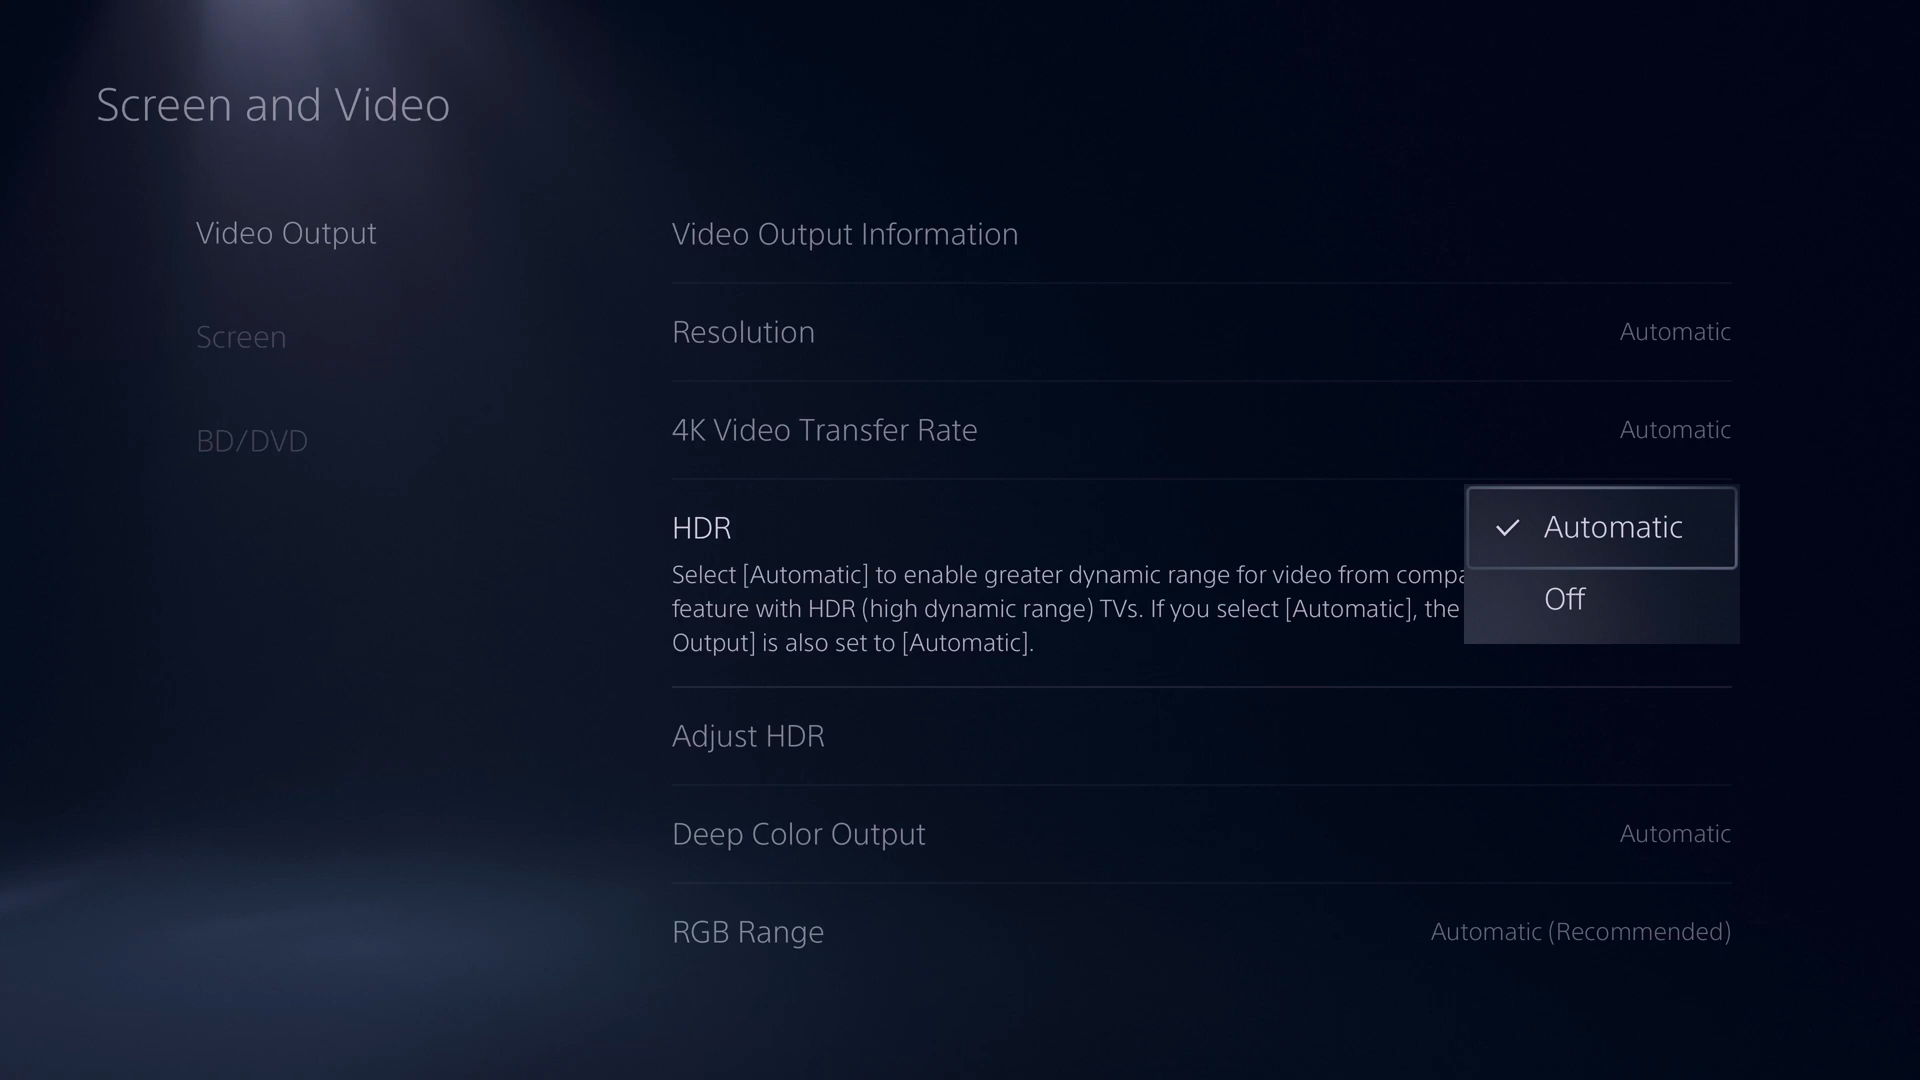 Screen and Video
Video Output
Screen
BD/DVD
Video Output Information
Resolution Automatic
4K Video Transfer Rate Automatic
HDR
Select [Automatic] to enable greater dynamic range for video from
feature with HDR (high dynamic range) TVs. If you select [Automatic], the
Output] is also set to [Automatic].
✓ Automatic
Off
Adjust HDR
Deep Color Output Automatic
RGB Range Automatic (Recommended)